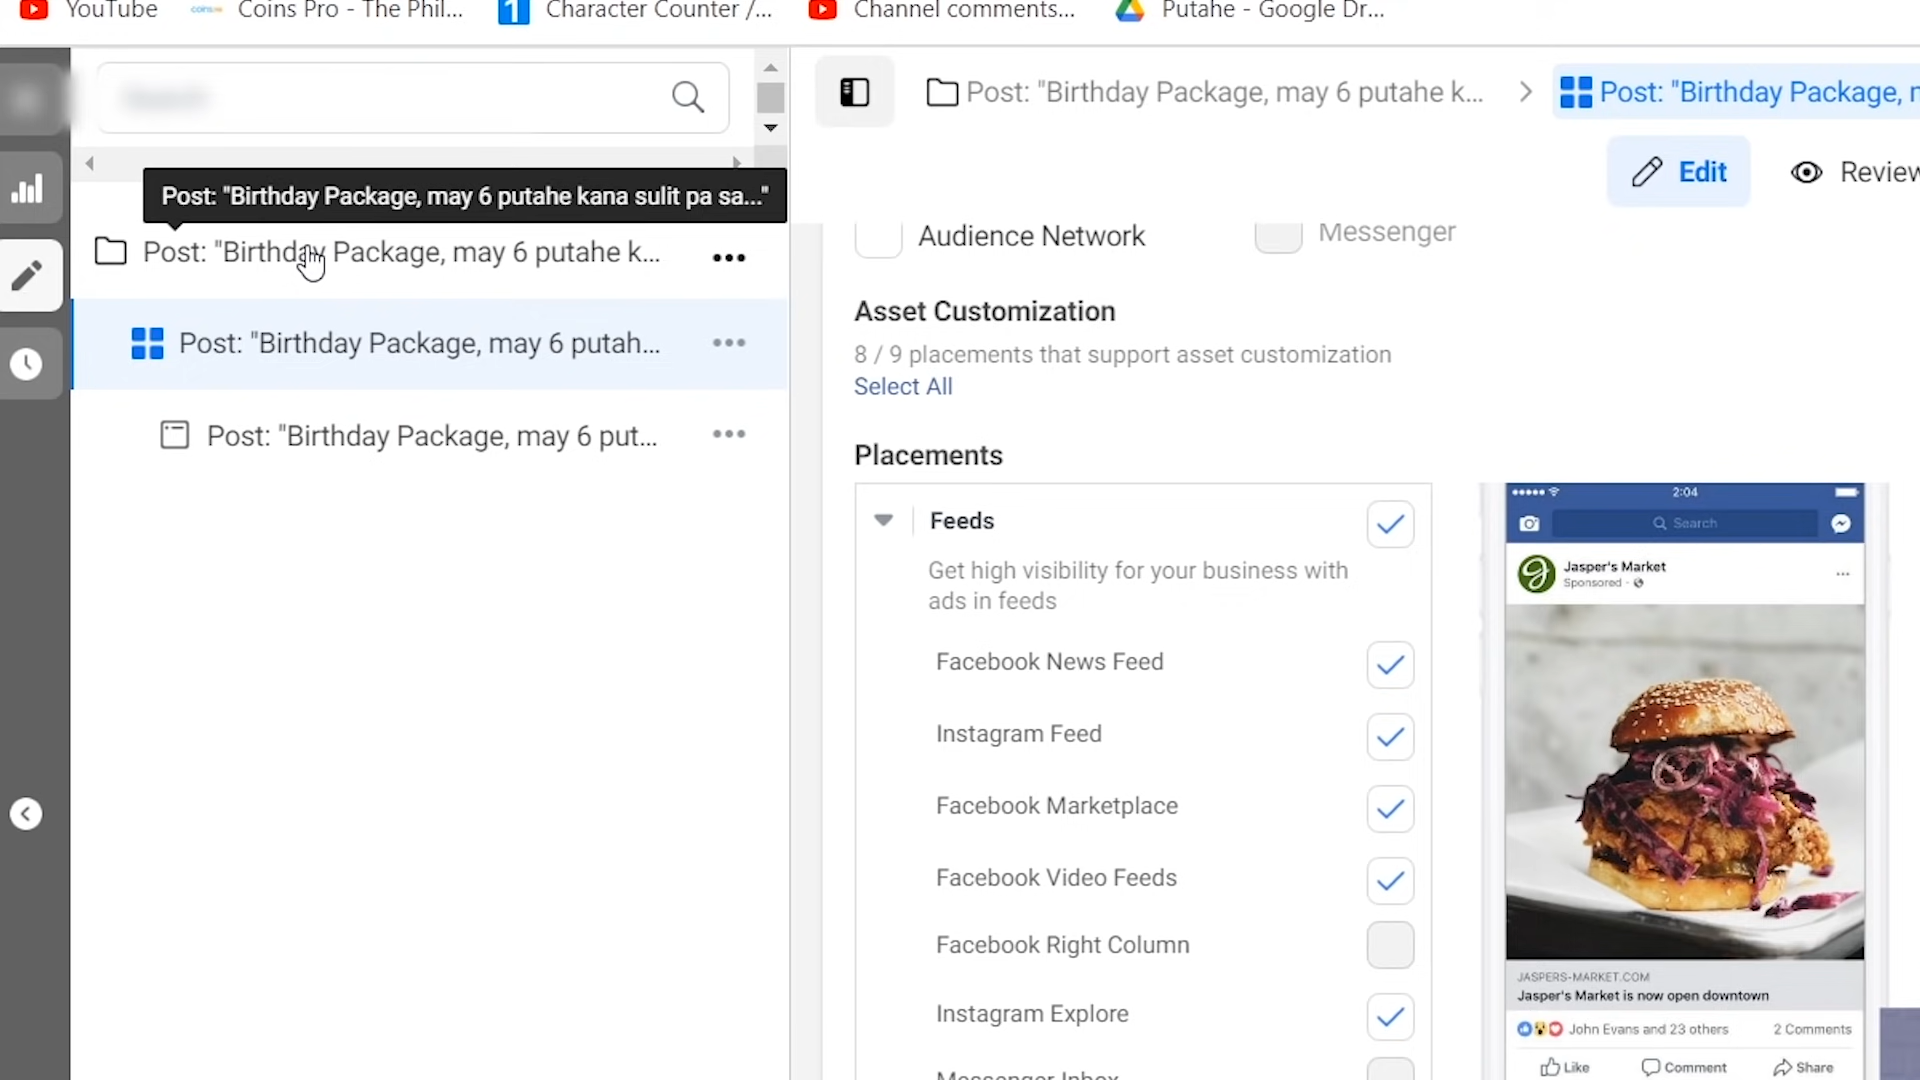 YouTube
coins.ph
Coins Pro - The Phil...
1
Character Counter /...
Channel comments...
Putahe - Google Dr...
Search
Post: "Birthday Package, may 6 putahe kana sulit pa sa..."
Post: "Birthday Package, may 6 putahe k...
Post: "Birthday Package, may 6 putah...
Post: "Birthday Package, may 6 put...
Post: "Birthday Package, may 6 putahe k...
Post: "Birthday Package,
Edit
Review
Audience Network
Messenger
Asset Customization
8 / 9 placements that support asset customization
Select All
Placements
Feeds
Get high visibility for your business with
ads in feeds
Facebook News Feed
Instagram Feed
Facebook Marketplace
Facebook Video Feeds
Facebook Right Column
Instagram Explore
Messenger Inbox
2:04
Search
Jasper's Market
Sponsored
JASPERS-MARKET.COM
Jasper's Market is now open downtown
John Evans and 23 others
2 Comments
Like
Comment
Share